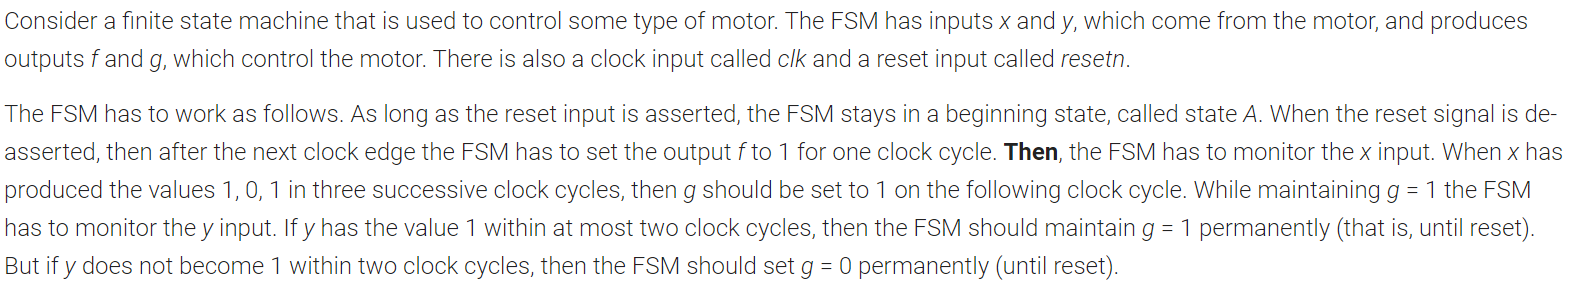 Consider a finite state machine that is used to control some type of motor. The FSM has inputs x and y, which come from the motor, and produces
outputs f and g, which control the motor. There is also a clock input called clk and a reset input called resetn.
The FSM has to work as follows. As long as the reset input is asserted, the FSM stays in a beginning state, called state A. When the reset signal is de-
asserted, then after the next clock edge the FSM has to set the output f to 1 for one clock cycle. Then, the FSM has to monitor the x input. When x has
produced the values 1, 0, 1 in three successive clock cycles, then g should be set to 1 on the following clock cycle. While maintaining g = 1 the FSM
has to monitor the y input. If y has the value 1 within at most two clock cycles, then the FSM should maintain g = 1 permanently (that is, until reset).
But if y does not become 1 within two clock cycles, then the FSM should set g = 0 permanently (until reset).